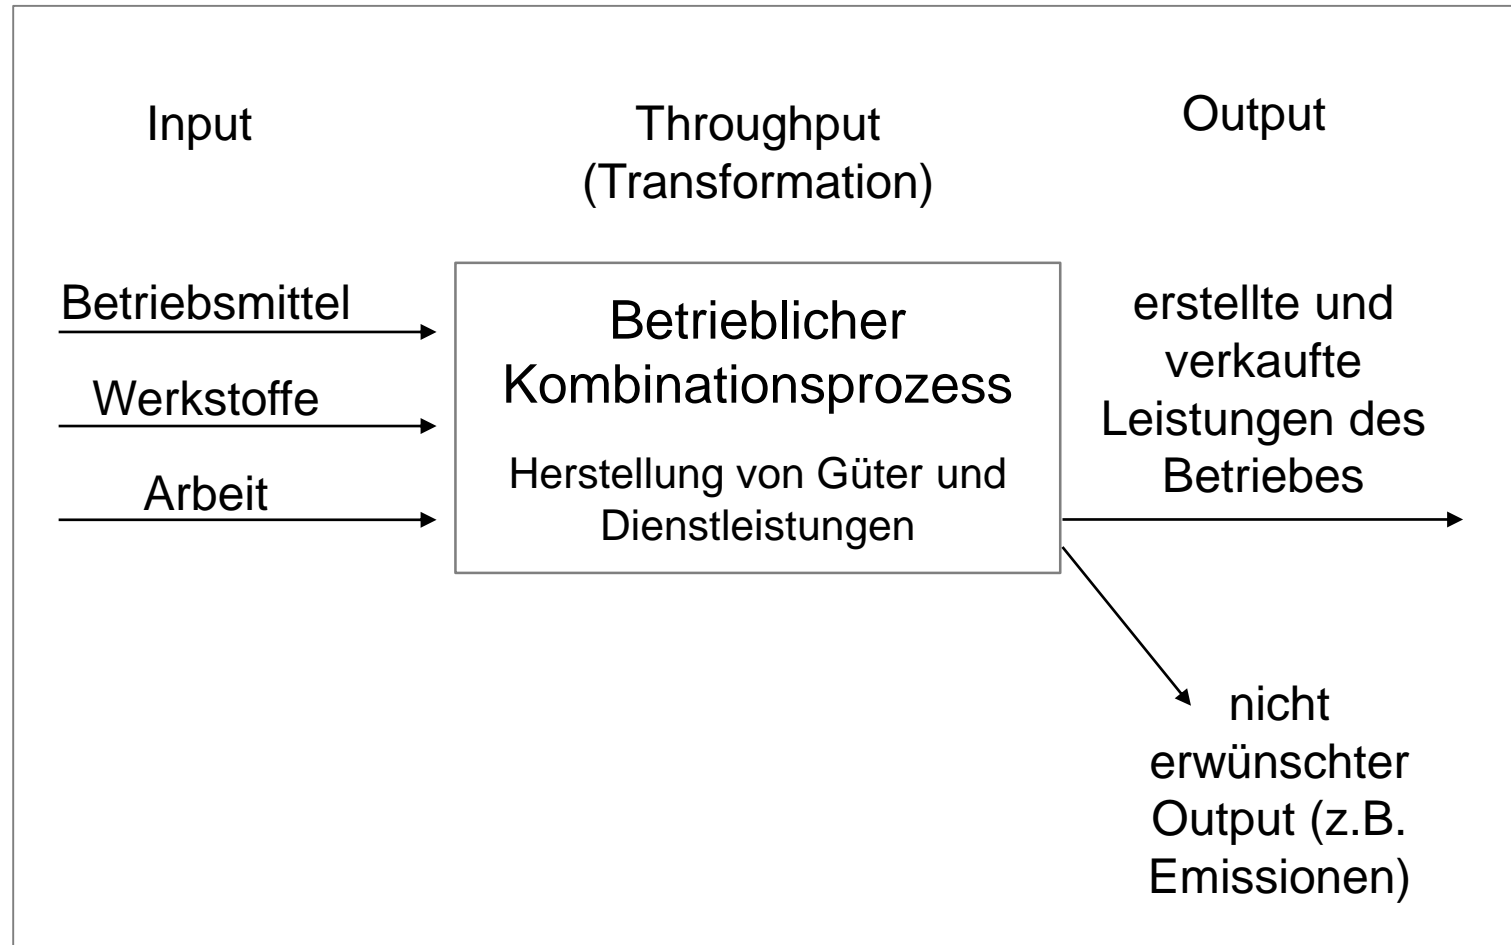 Input
Throughput
(Transformation)
Output
Betriebsmittel
Werkstoffe
Arbeit
Betrieblicher
Kombinationsprozess
Herstellung von Güter und
Dienstleistungen
erstellte und
verkaufte
Leistungen des
Betriebes
nicht
erwünschter
Output (z.B.
Emissionen)